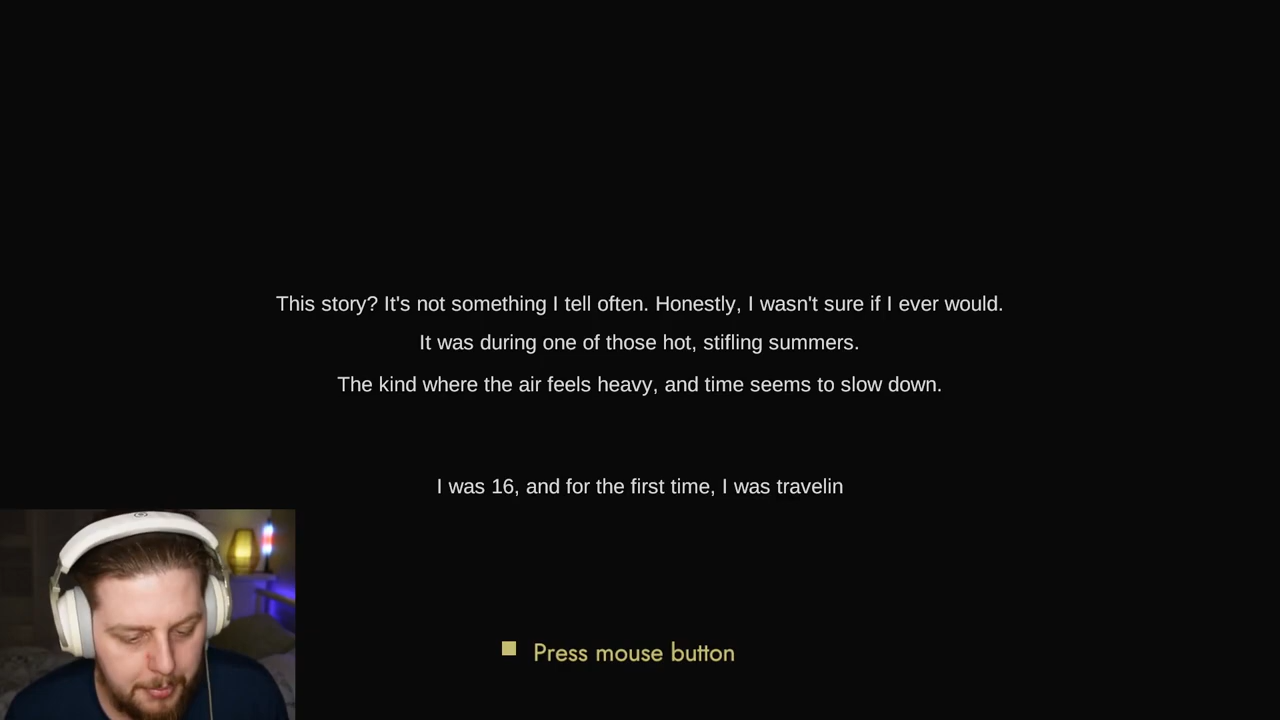 This story? It's not something I tell often. Honestly, I wasn't sure if I ever would.
It was during one of those hot, stifling summers.
The kind where the air feels heavy, and time seems to slow down.
I was 16, and for the first time, I was travelin
Press mouse button